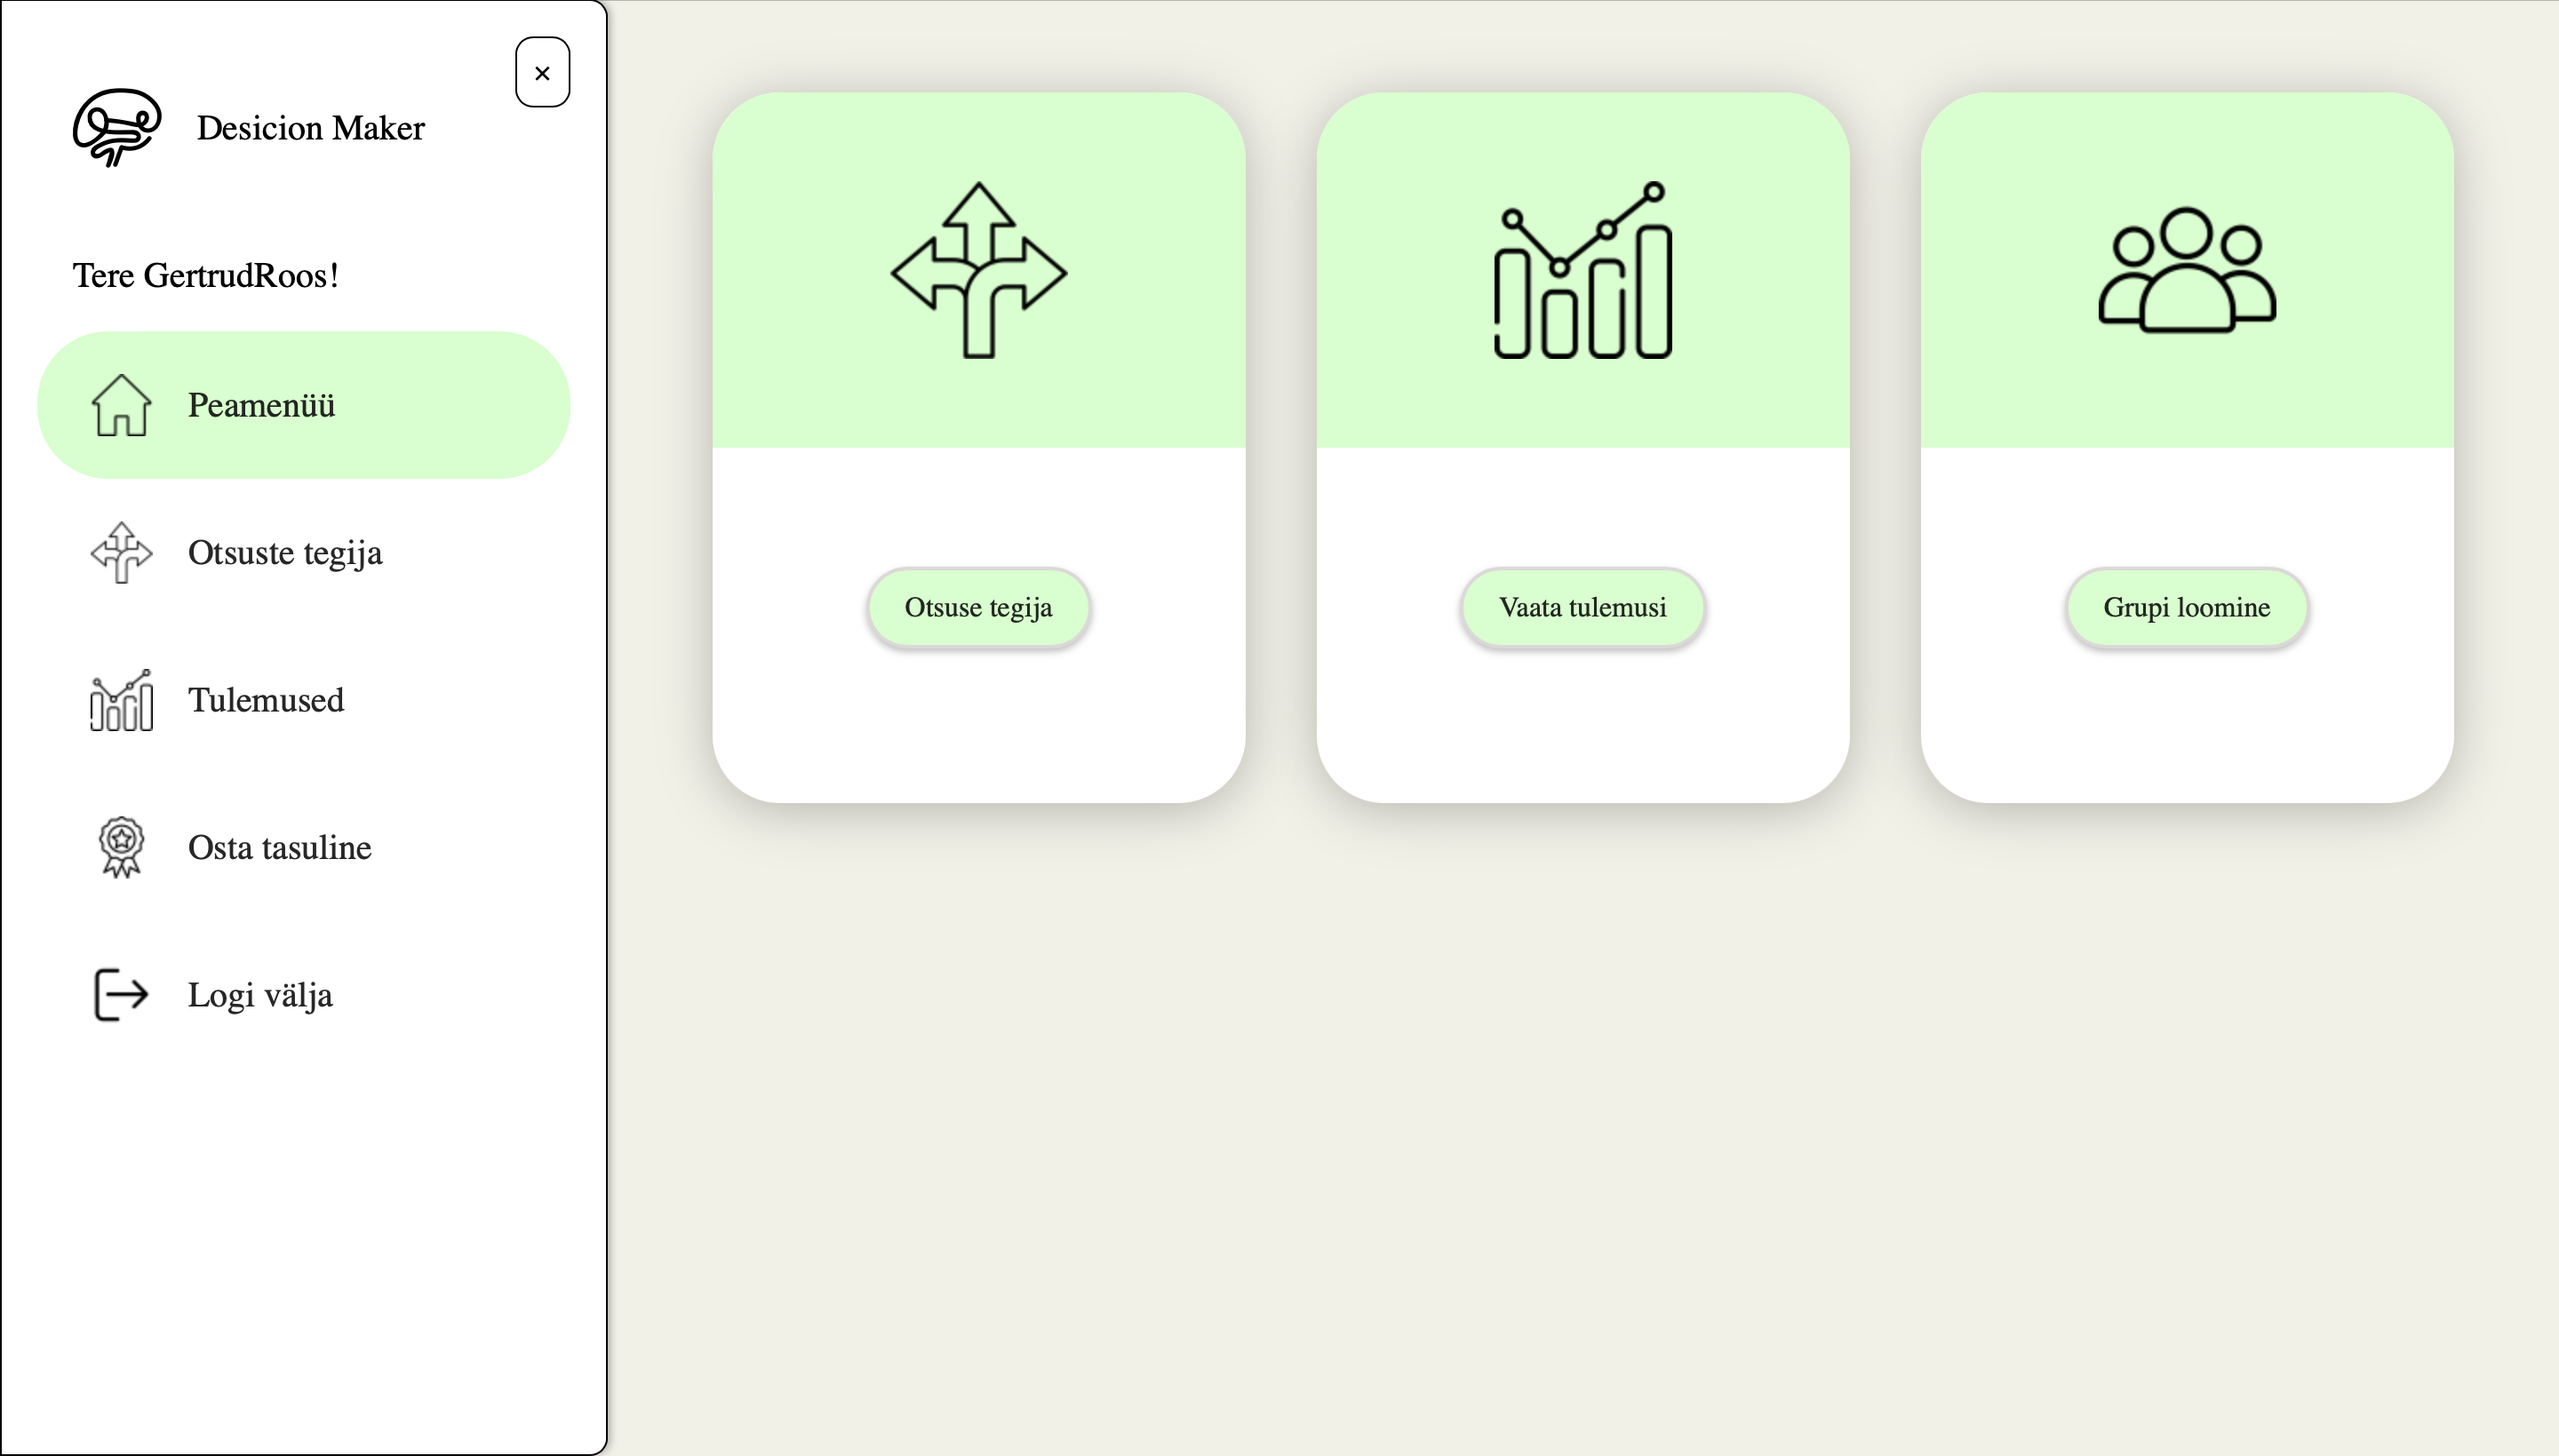 ×
Desicion Maker
Tere GertrudRoos!
Peamenüü
Otsuste tegija
Tulemused
Osta tasuline
Logi välja
Otsuse tegija
Vaata tulemusi
Grupi loomine